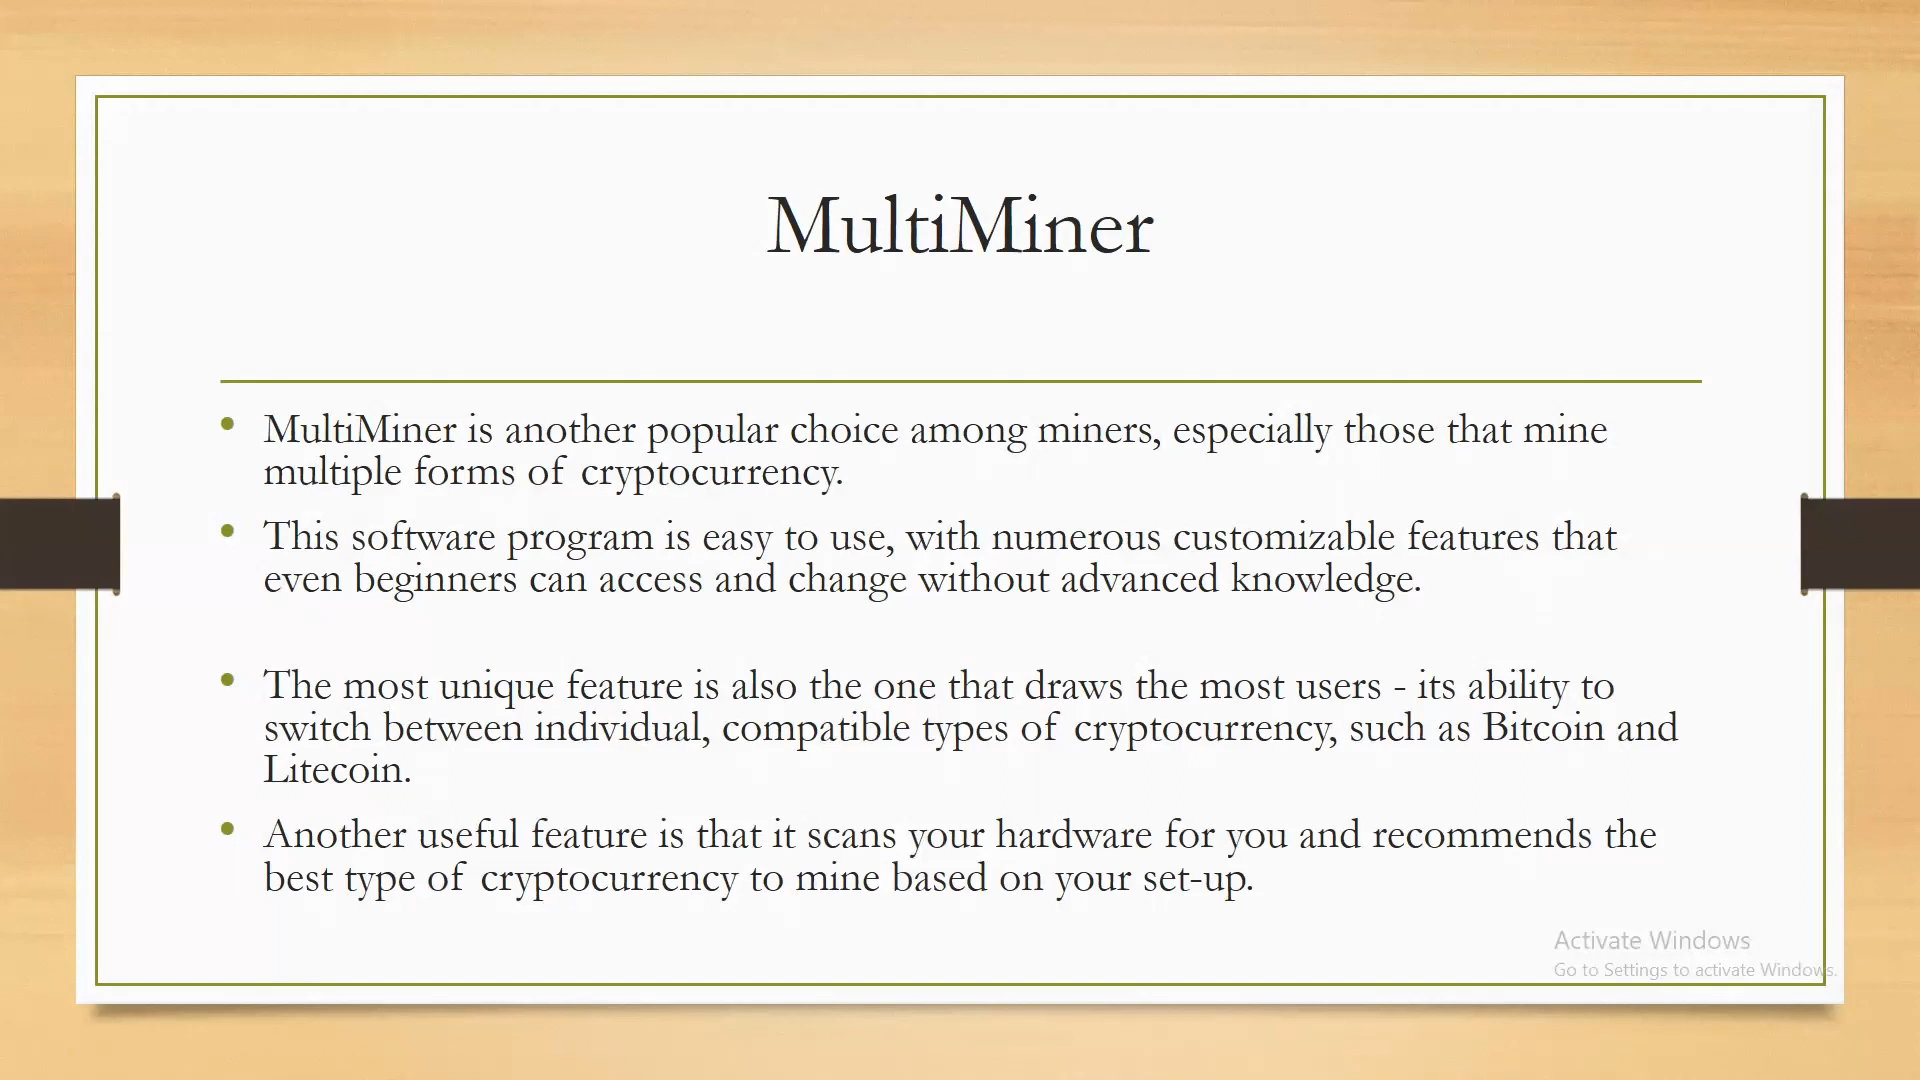 MultiMiner
• MultiMiner is another popular choice among miners, especially those that mine
multiple forms of cryptocurrency.
• This software program is easy to use, with numerous customizable features that
even beginners can access and change without advanced knowledge.
• The most unique feature is also the one that draws the most users - its ability to
switch between individual, compatible types of cryptocurrency, such as Bitcoin and
Litecoin.
• Another useful feature is that it scans your hardware for you and recommends the
best type of cryptocurrency to mine based on your set-up.
Activate Windows
Go to Settings to activate Windows.